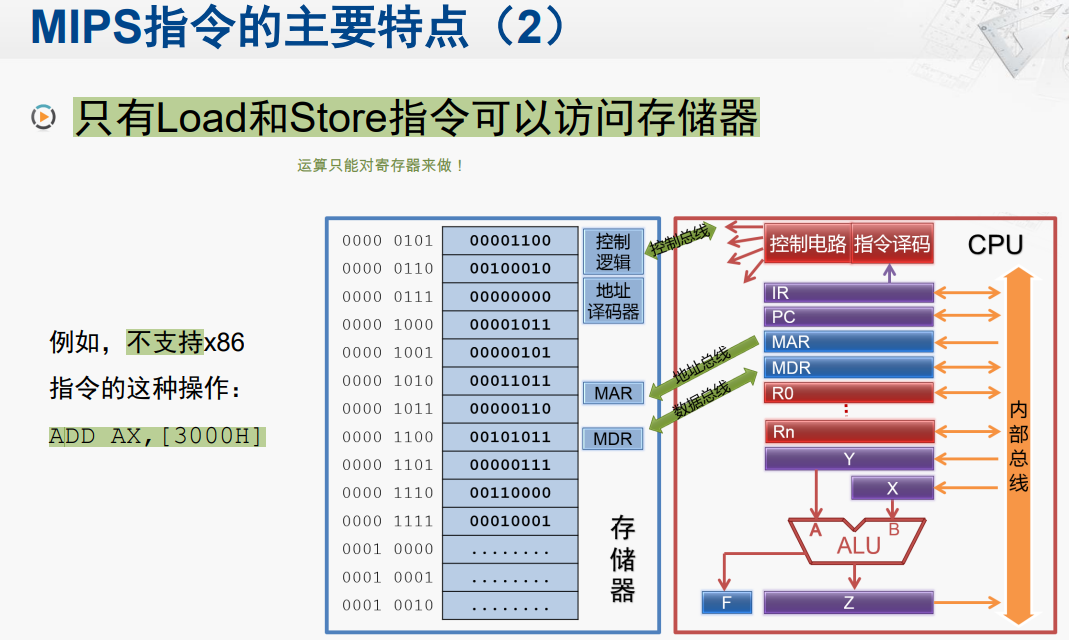 MIPS指令的主要特点（2）
只有Load和Store指令可以访问存储器
运算只能对寄存器来做！
例如，不支持x86
指令的这种操作：
ADD AX,[3000H]
0000 0101 00001100
0000 0110 00100010
0000 0111 00000000
0000 1000 00001011
0000 1001 00000101
0000 1010 00011011
0000 1011 00000110
0000 1100 00101011
0000 1101 00000111
0000 1110 00110000
0000 1111 00010001
0001 0000 ........
0001 0001 ........
0001 0010 ........
控制
逻辑
地址
译码器
MAR
MDR
存储器
控制总线
地址总线
数据总线
控制电路 指令译码
CPU
IR
PC
MAR
MDR
R0
Rn
Y
X
A B
ALU
F
Z
内部总线